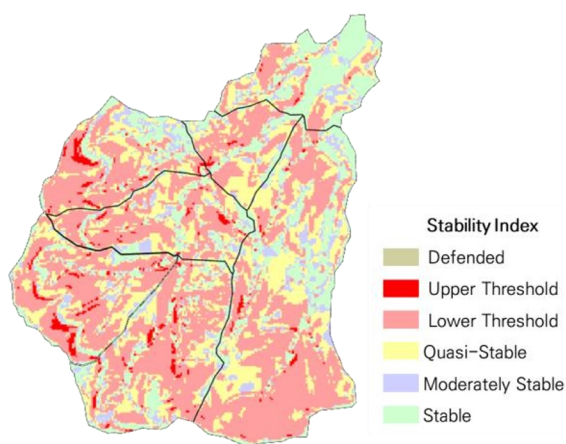 Stability Index
Defended
Upper Threshold
Lower Threshold
Quasi-Stable
Moderately Stable
Stable